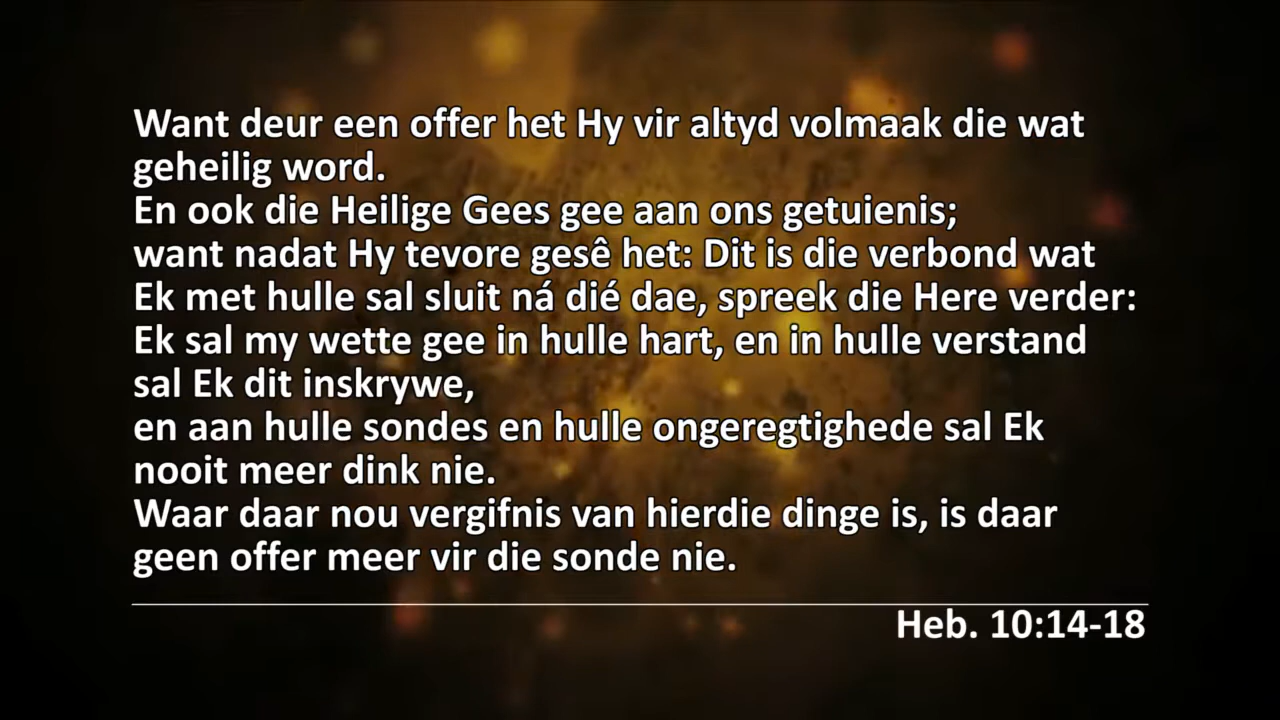 Want deur een offer het Hy vir altyd volmaak die wat
geheilig word.
En ook die Heilige Gees gee aan ons getuienis;
want nadat Hy tevore gesê het: Dit is die verbond wat
Ek met hulle sal sluit ná dié dae, spreek die Here verder:
Ek sal my wette gee in hulle hart, en in hulle verstand
sal Ek dit inskrywe,
en aan hulle sondes en hulle ongeregtighede sal Ek
nooit meer dink nie.
Waar daar nou vergifnis van hierdie dinge is, is daar
geen offer meer vir die sonde nie.
Heb. 10:14-18